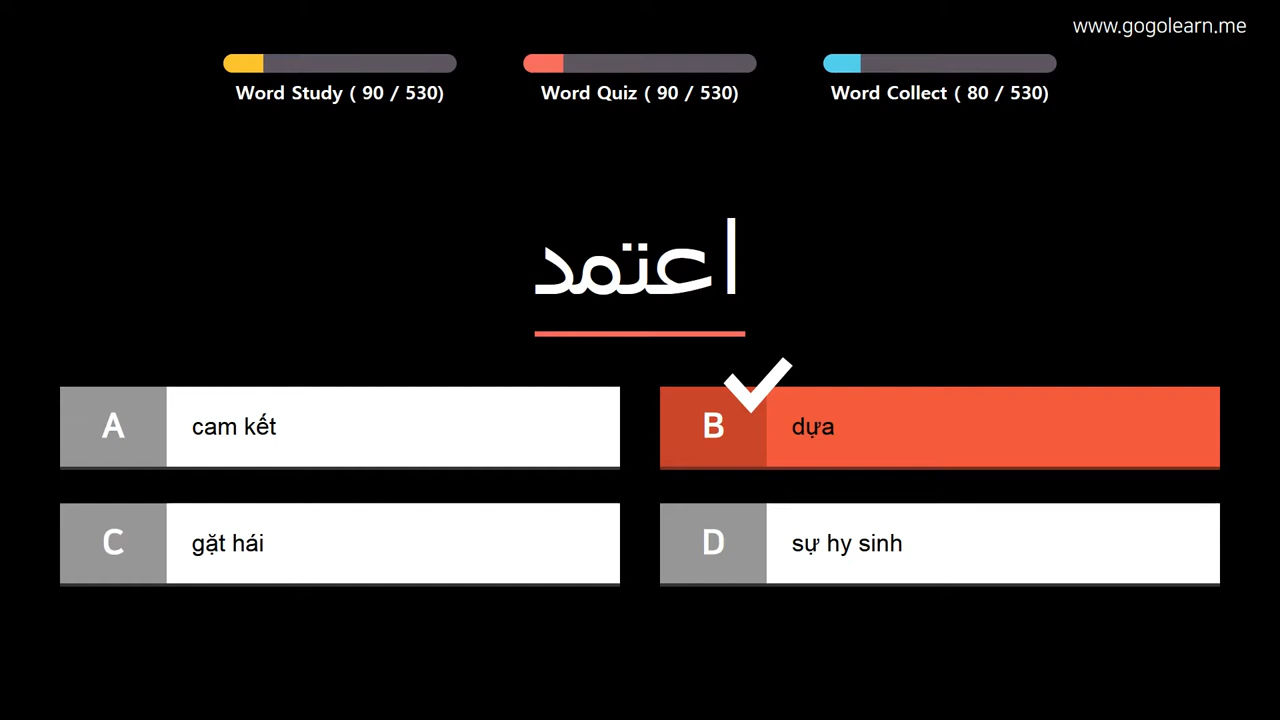 www.gogolearn.me
Word Study ( 90 / 530)
Word Quiz ( 90 / 530)
Word Collect ( 80 / 530)
اعتمد
A cam kết
B dựa
C gặt hái
D sự hy sinh